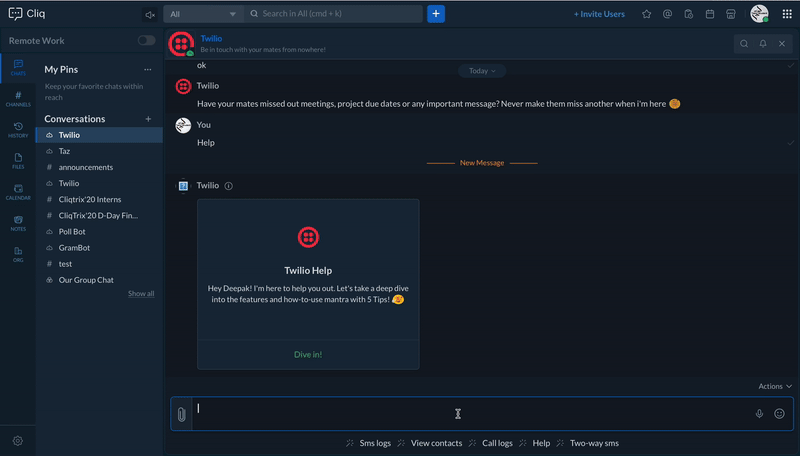 Cliq
All
Search in All (cmd + k)
+ Invite Users
Remote Work
CHATS
CHANNELS
HISTORY
FILES
CALENDAR
NOTES
ORG
My Pins
Keep your favorite chats within
reach
Conversations
Twilio
Taz
# announcements
Twilio
# Cliqtrix'20 Interns
# CliqTrix'20 D-Day Fin...
Poll Bot
GramBot
# test
Our Group Chat
Show all
Twilio
Be in touch with your mates from nowhere!
ok
Today
Twilio
Have your mates missed out meetings, project due dates or any important message? Never make them miss another when i'm here
You
Help
New Message
Twilio
Twilio Help
Hey Deepak! I'm here to help you out. Let's take a deep dive
into the features and how-to-use mantra with 5 Tips!
Dive in!
Actions
Sms logs
View contacts
Call logs
Help
Two-way sms